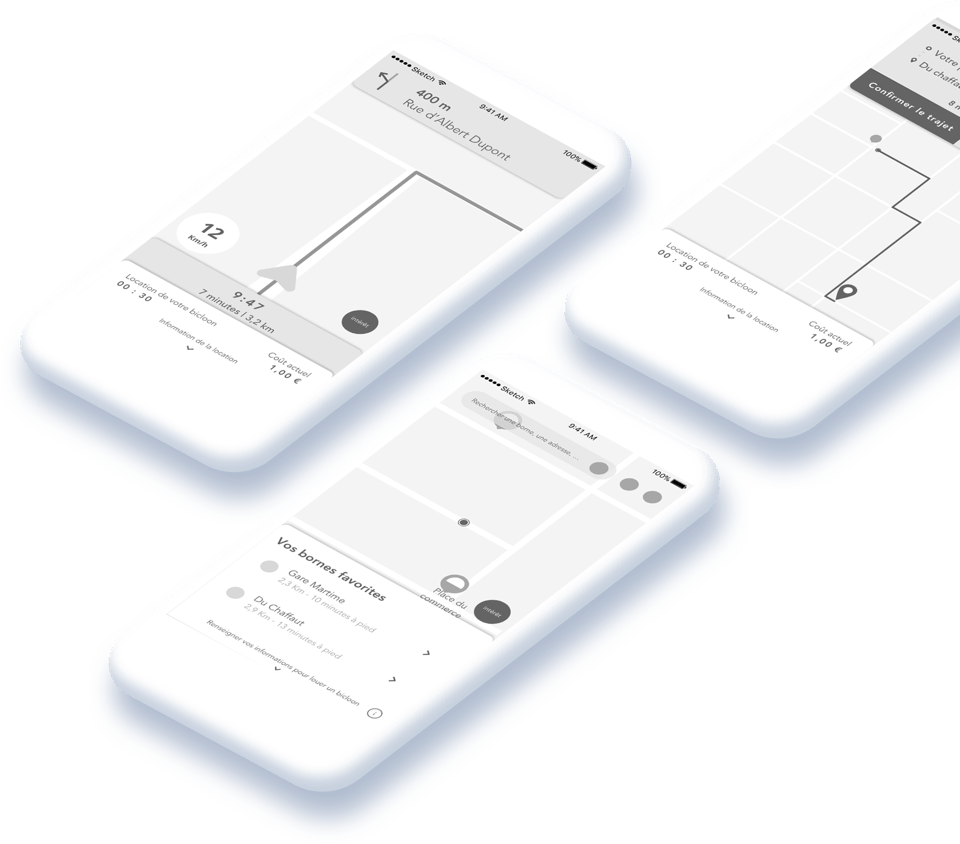 Sketch
9:41 AM
100%
400 m
Rue d'Albert Dupont
12
Km/h
9:47
7 minutes | 3,2 km
intérêt
Location de votre bicloon
00 : 30
Information de la location
Coût actuel
1,00 €
Votre
Du chaffa
8 m
Confirmer le trajet
Location de votre bicloon
00 : 30
Information de la location
Coût actuel
1,00 €
Sketch
9:41 AM
100%
Rechercher une borne, une adresse, ...
Place du
commerce
intérêt
Vos bornes favorites
Gare Martime
2,3 Km - 10 minutes à pied
Du Chaffaut
2,9 Km - 13 minutes à pied
Renseigner vos informations pour louer un bicloon
i